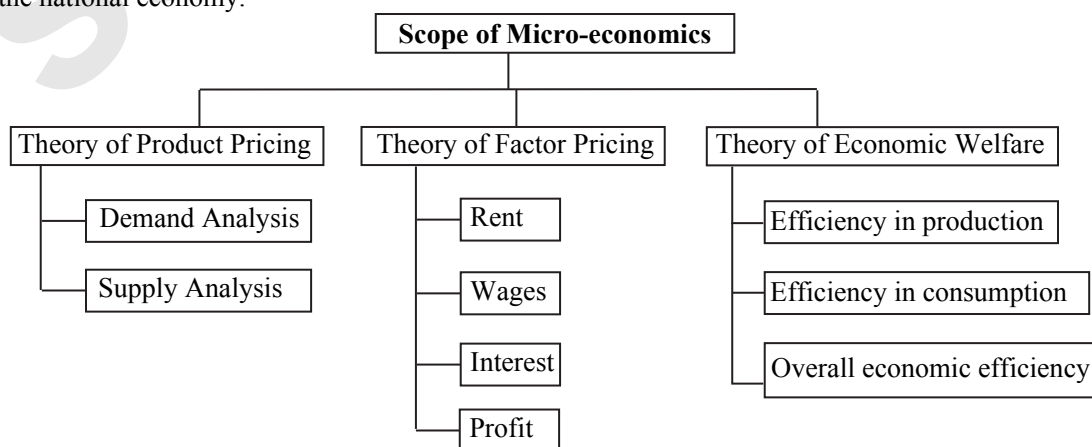 the national economy.
Scope of Micro-economics
Theory of Product Pricing
Theory of Factor Pricing
Theory of Economic Welfare
Demand Analysis
Supply Analysis
Rent
Wages
Interest
Profit
Efficiency in production
Efficiency in consumption
Overall economic efficiency